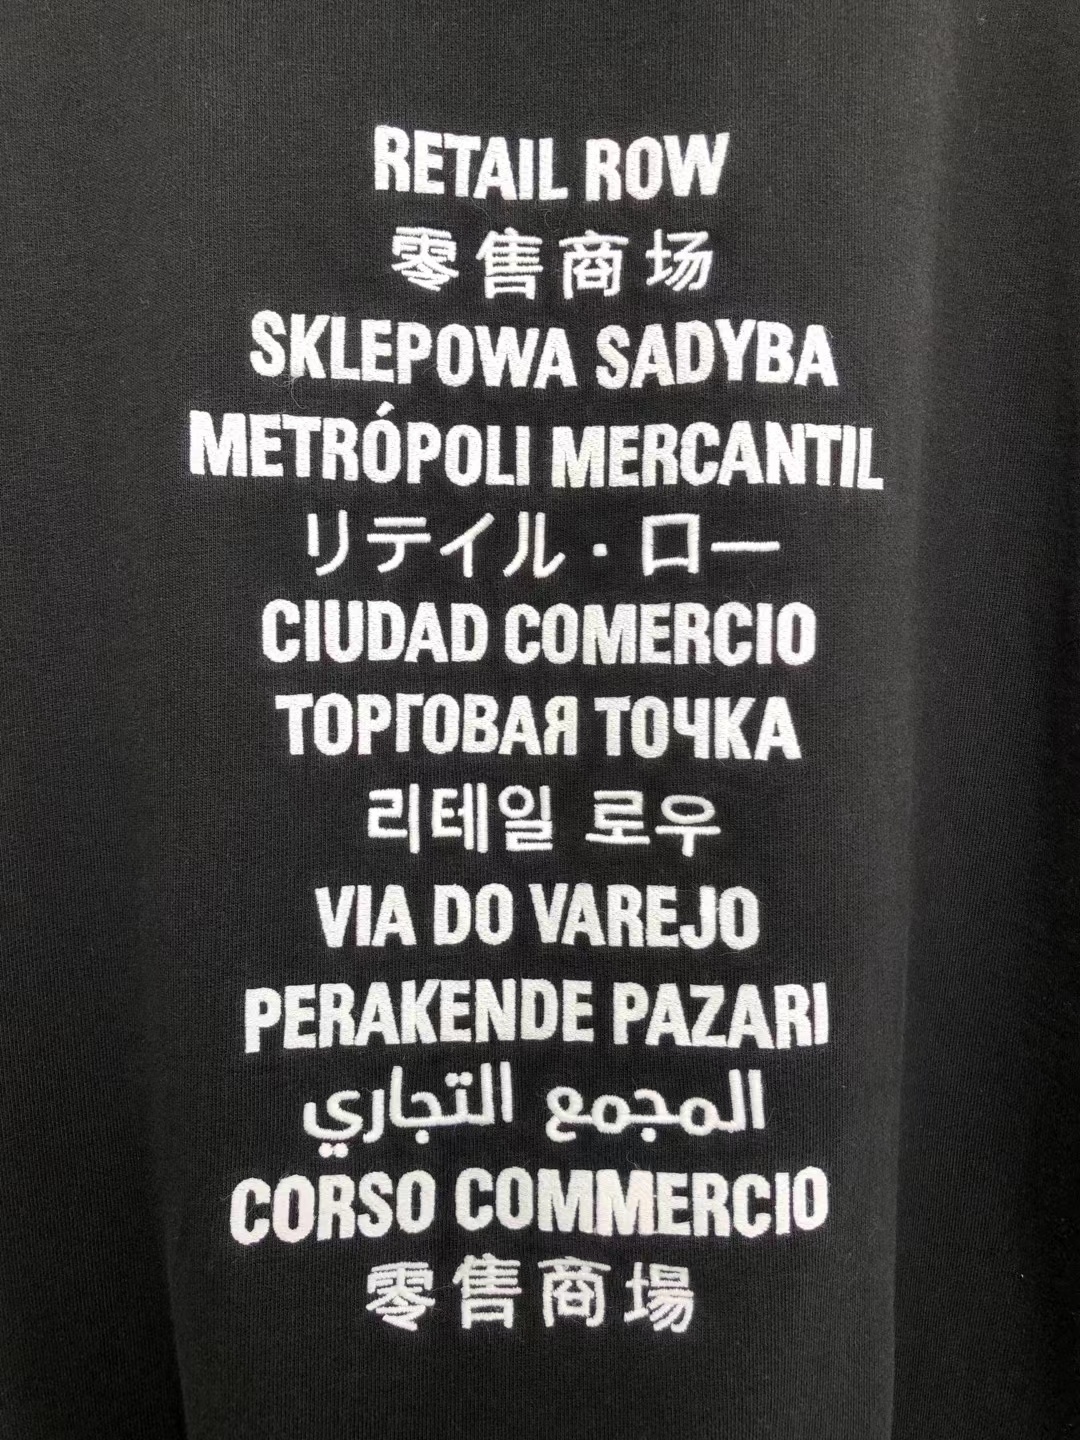 RETAIL ROW
零售商场
SKLEPOWA SADYBA
METRÓPOLI MERCANTIL
リテイル・ロー
CIUDAD COMERCIO
ТОРГОВАЯ ТОЧКА
리테일 로우
VIA DO VAREJO
PERAKENDE PAZARI
المجمع التجاري
CORSO COMMERCIO
零售商場